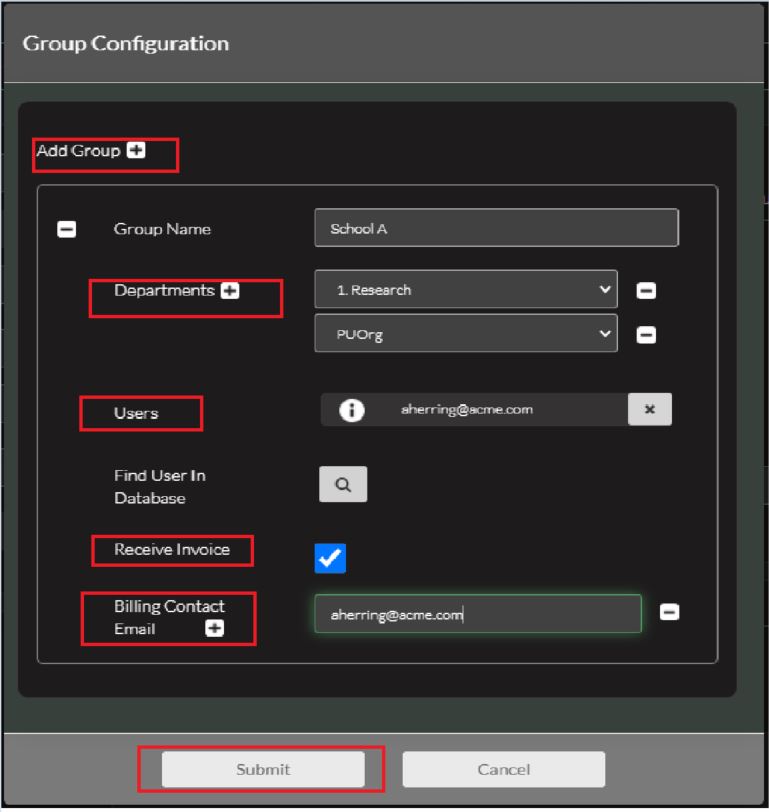 Group Configuration
Add Group
Group Name
School A
Departments
1. Research
PUOrg
Users
aherring@acme.com
Find User In
Database
Receive Invoice
Billing Contact
Email
aherring@acme.com
Submit
Cancel